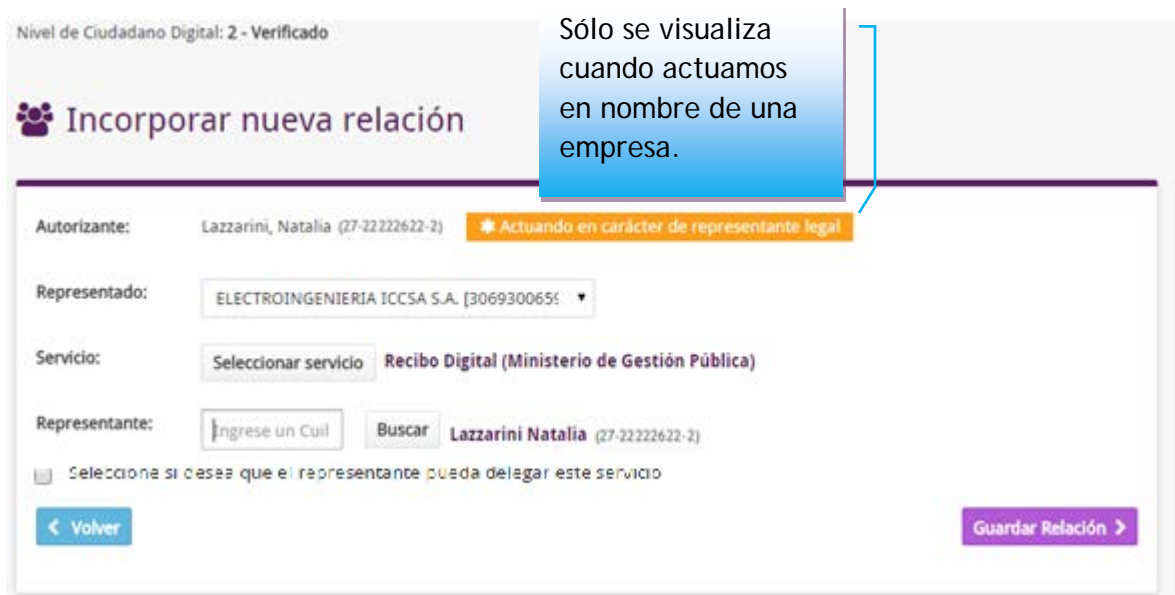 Nivel de Ciudadano Digital: 2 - Verificado
Sólo se visualiza
cuando actuamos
en nombre de una
empresa.
Incorporar nueva relación
Autorizante: Lazzarini, Natalia (27-22222622-2) ✱ Actuando en carácter de representante legal
Representado: ELECTROINGENIERIA ICCSA S.A. [3069300659
Servicio: Seleccionar servicio Recibo Digital (Ministerio de Gestión Pública)
Representante: Ingrese un Cuil Buscar Lazzarini Natalia (27-22222622-2)
Seleccione si desea que el representante pueda delegar este servicio
Volver Guardar Relación